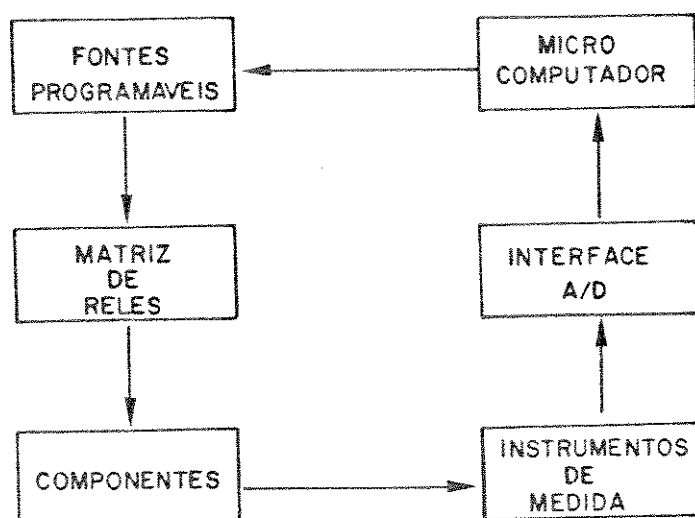 FONTES
PROGRAMAVEIS
MICRO
COMPUTADOR
MATRIZ
DE
RELES
INTERFACE
A/D
COMPONENTES
INSTRUMENTOS
DE
MEDIDA